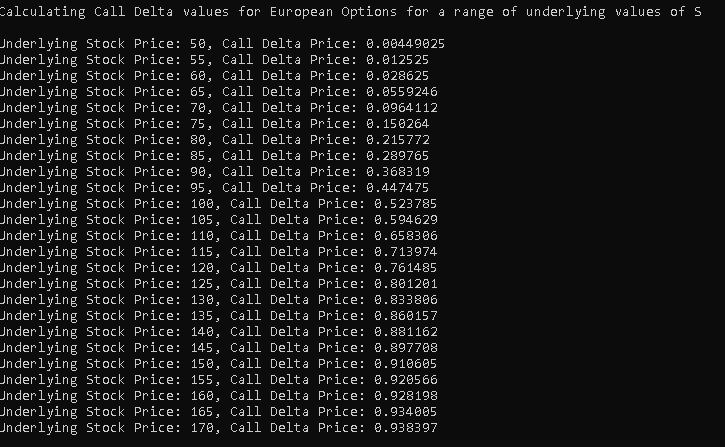 Calculating Call Delta values for European Options for a range of underlying values of S
Underlying Stock Price: 50, Call Delta Price: 0.00449025
Underlying Stock Price: 55, Call Delta Price: 0.012525
Underlying Stock Price: 60, Call Delta Price: 0.028625
Underlying Stock Price: 65, Call Delta Price: 0.0559246
Underlying Stock Price: 70, Call Delta Price: 0.0964112
Underlying Stock Price: 75, Call Delta Price: 0.150264
Underlying Stock Price: 80, Call Delta Price: 0.215772
Underlying Stock Price: 85, Call Delta Price: 0.289765
Underlying Stock Price: 90, Call Delta Price: 0.368319
Underlying Stock Price: 95, Call Delta Price: 0.447475
Underlying Stock Price: 100, Call Delta Price: 0.523785
Underlying Stock Price: 105, Call Delta Price: 0.594629
Underlying Stock Price: 110, Call Delta Price: 0.658306
Underlying Stock Price: 115, Call Delta Price: 0.713974
Underlying Stock Price: 120, Call Delta Price: 0.761485
Underlying Stock Price: 125, Call Delta Price: 0.801201
Underlying Stock Price: 130, Call Delta Price: 0.833806
Underlying Stock Price: 135, Call Delta Price: 0.860157
Underlying Stock Price: 140, Call Delta Price: 0.881162
Underlying Stock Price: 145, Call Delta Price: 0.897708
Underlying Stock Price: 150, Call Delta Price: 0.910605
Underlying Stock Price: 155, Call Delta Price: 0.920566
Underlying Stock Price: 160, Call Delta Price: 0.928198
Underlying Stock Price: 165, Call Delta Price: 0.934005
Underlying Stock Price: 170, Call Delta Price: 0.938397